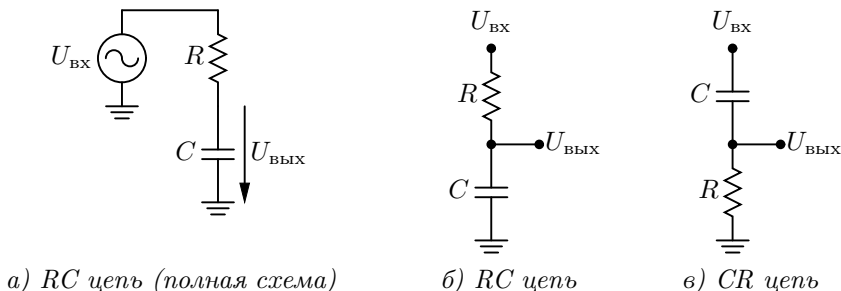 U_вх
U_вх
U_вх
R
R
C
C
U_вых
U_вых
U_вых
C
R
а) RC цепь (полная схема)
б) RC цепь
в) CR цепь